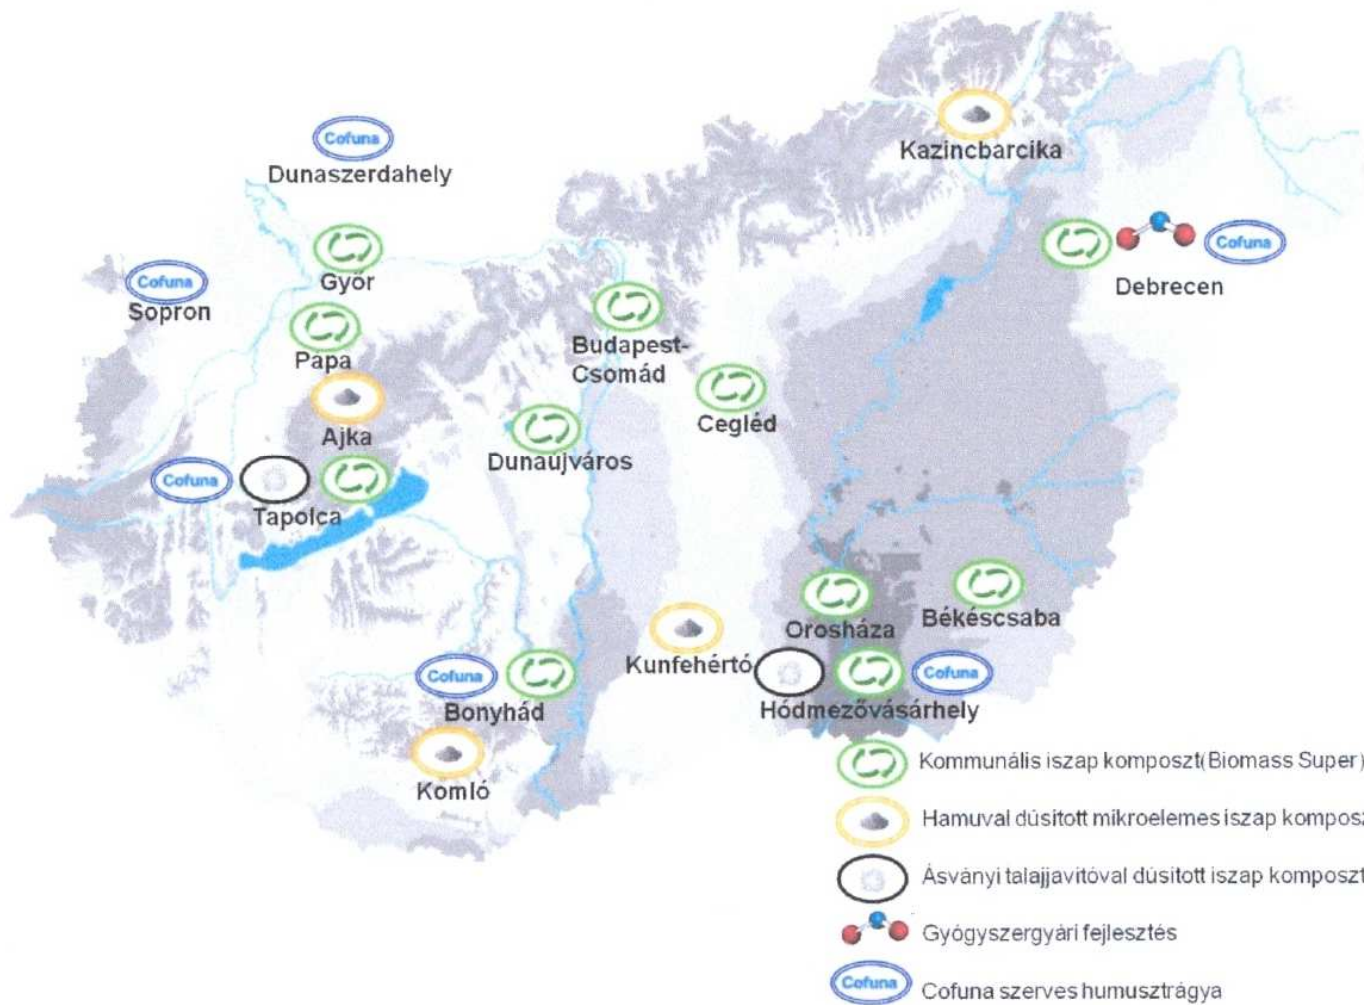 Cofuna
Dunaszerdahely
Kazincbarcika
Cofuna
Sopron
Győr
Cofuna
Debrecen
Pápa
Budapest-
Csomád
Ajka
Cegléd
Dunaújváros
Cofuna
Tapolca
Orosháza
Békéscsaba
Kunfehértó
Cofuna
Bonyhád
Cofuna
Hódmezővásárhely
Komló
Kommunális iszap komposzt(Biomass Super)
Hamuval dúsított mikroelemes iszap komposz
Ásványi talajjavítóval dúsított iszap komposzt
Gyógyszergyári fejlesztés
Cofuna
Cofuna szerves humusztrágya